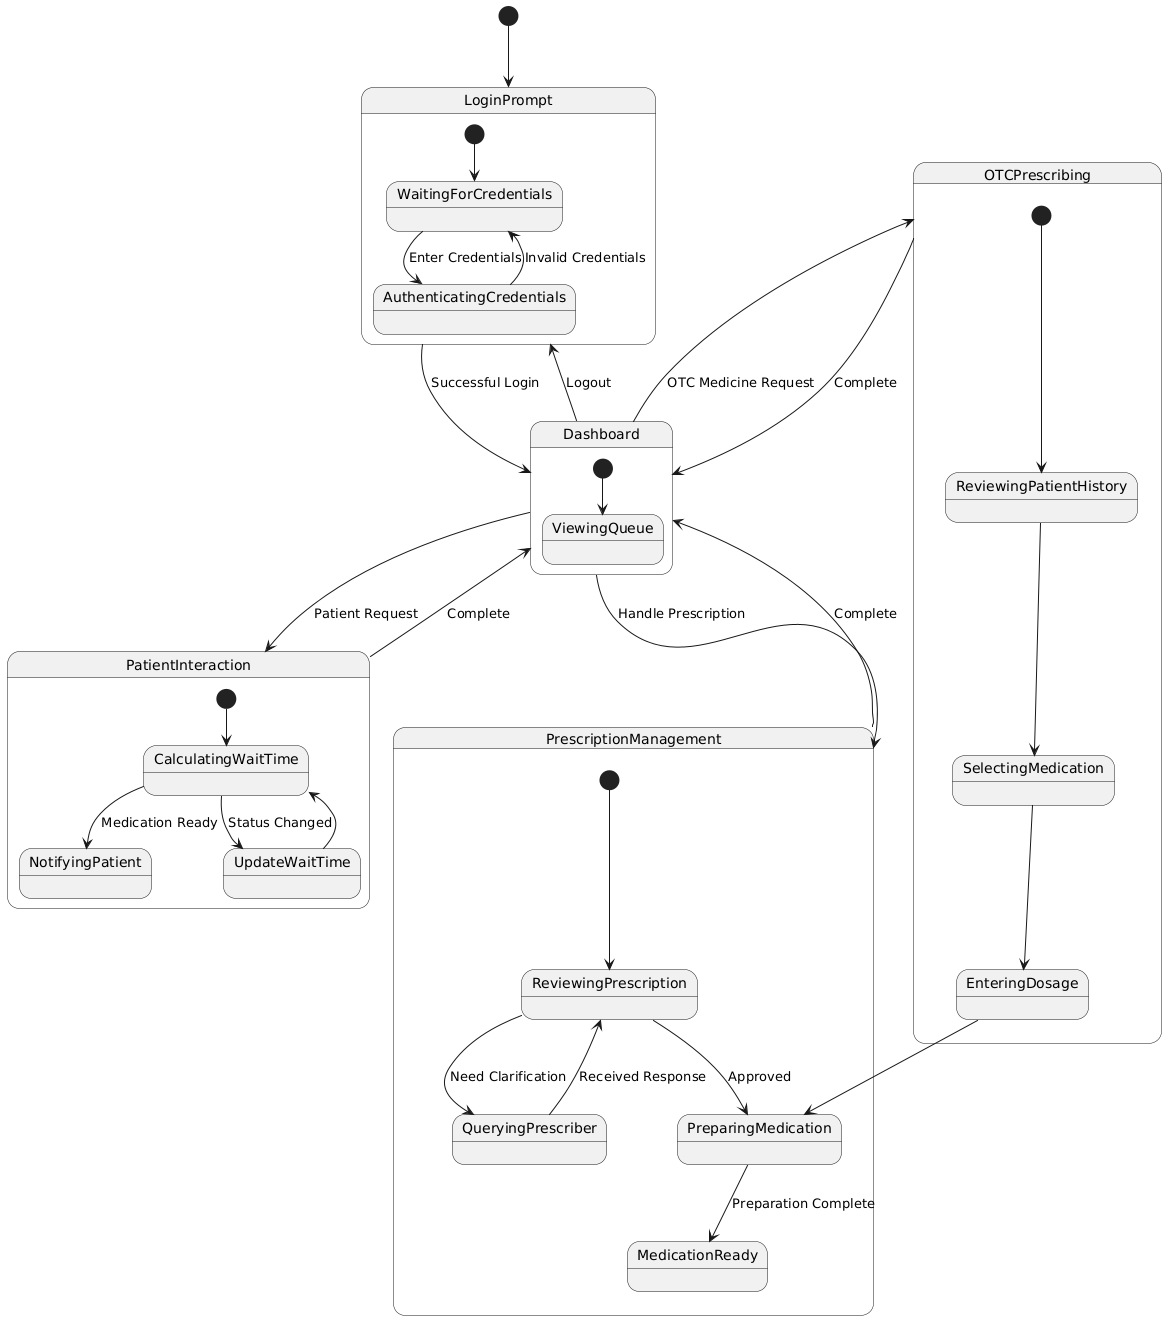 LoginPrompt
WaitingForCredentials
Enter Credentials
Invalid Credentials
AuthenticatingCredentials
OTCPrescribing
Successful Login
Logout
OTC Medicine Request
Complete
Dashboard
ViewingQueue
ReviewingPatientHistory
Patient Request
Complete
Handle Prescription
Complete
PatientInteraction
CalculatingWaitTime
Medication Ready
Status Changed
NotifyingPatient
UpdateWaitTime
PrescriptionManagement
SelectingMedication
ReviewingPrescription
EnteringDosage
Need Clarification
Received Response
Approved
QueryingPrescriber
PreparingMedication
Preparation Complete
MedicationReady